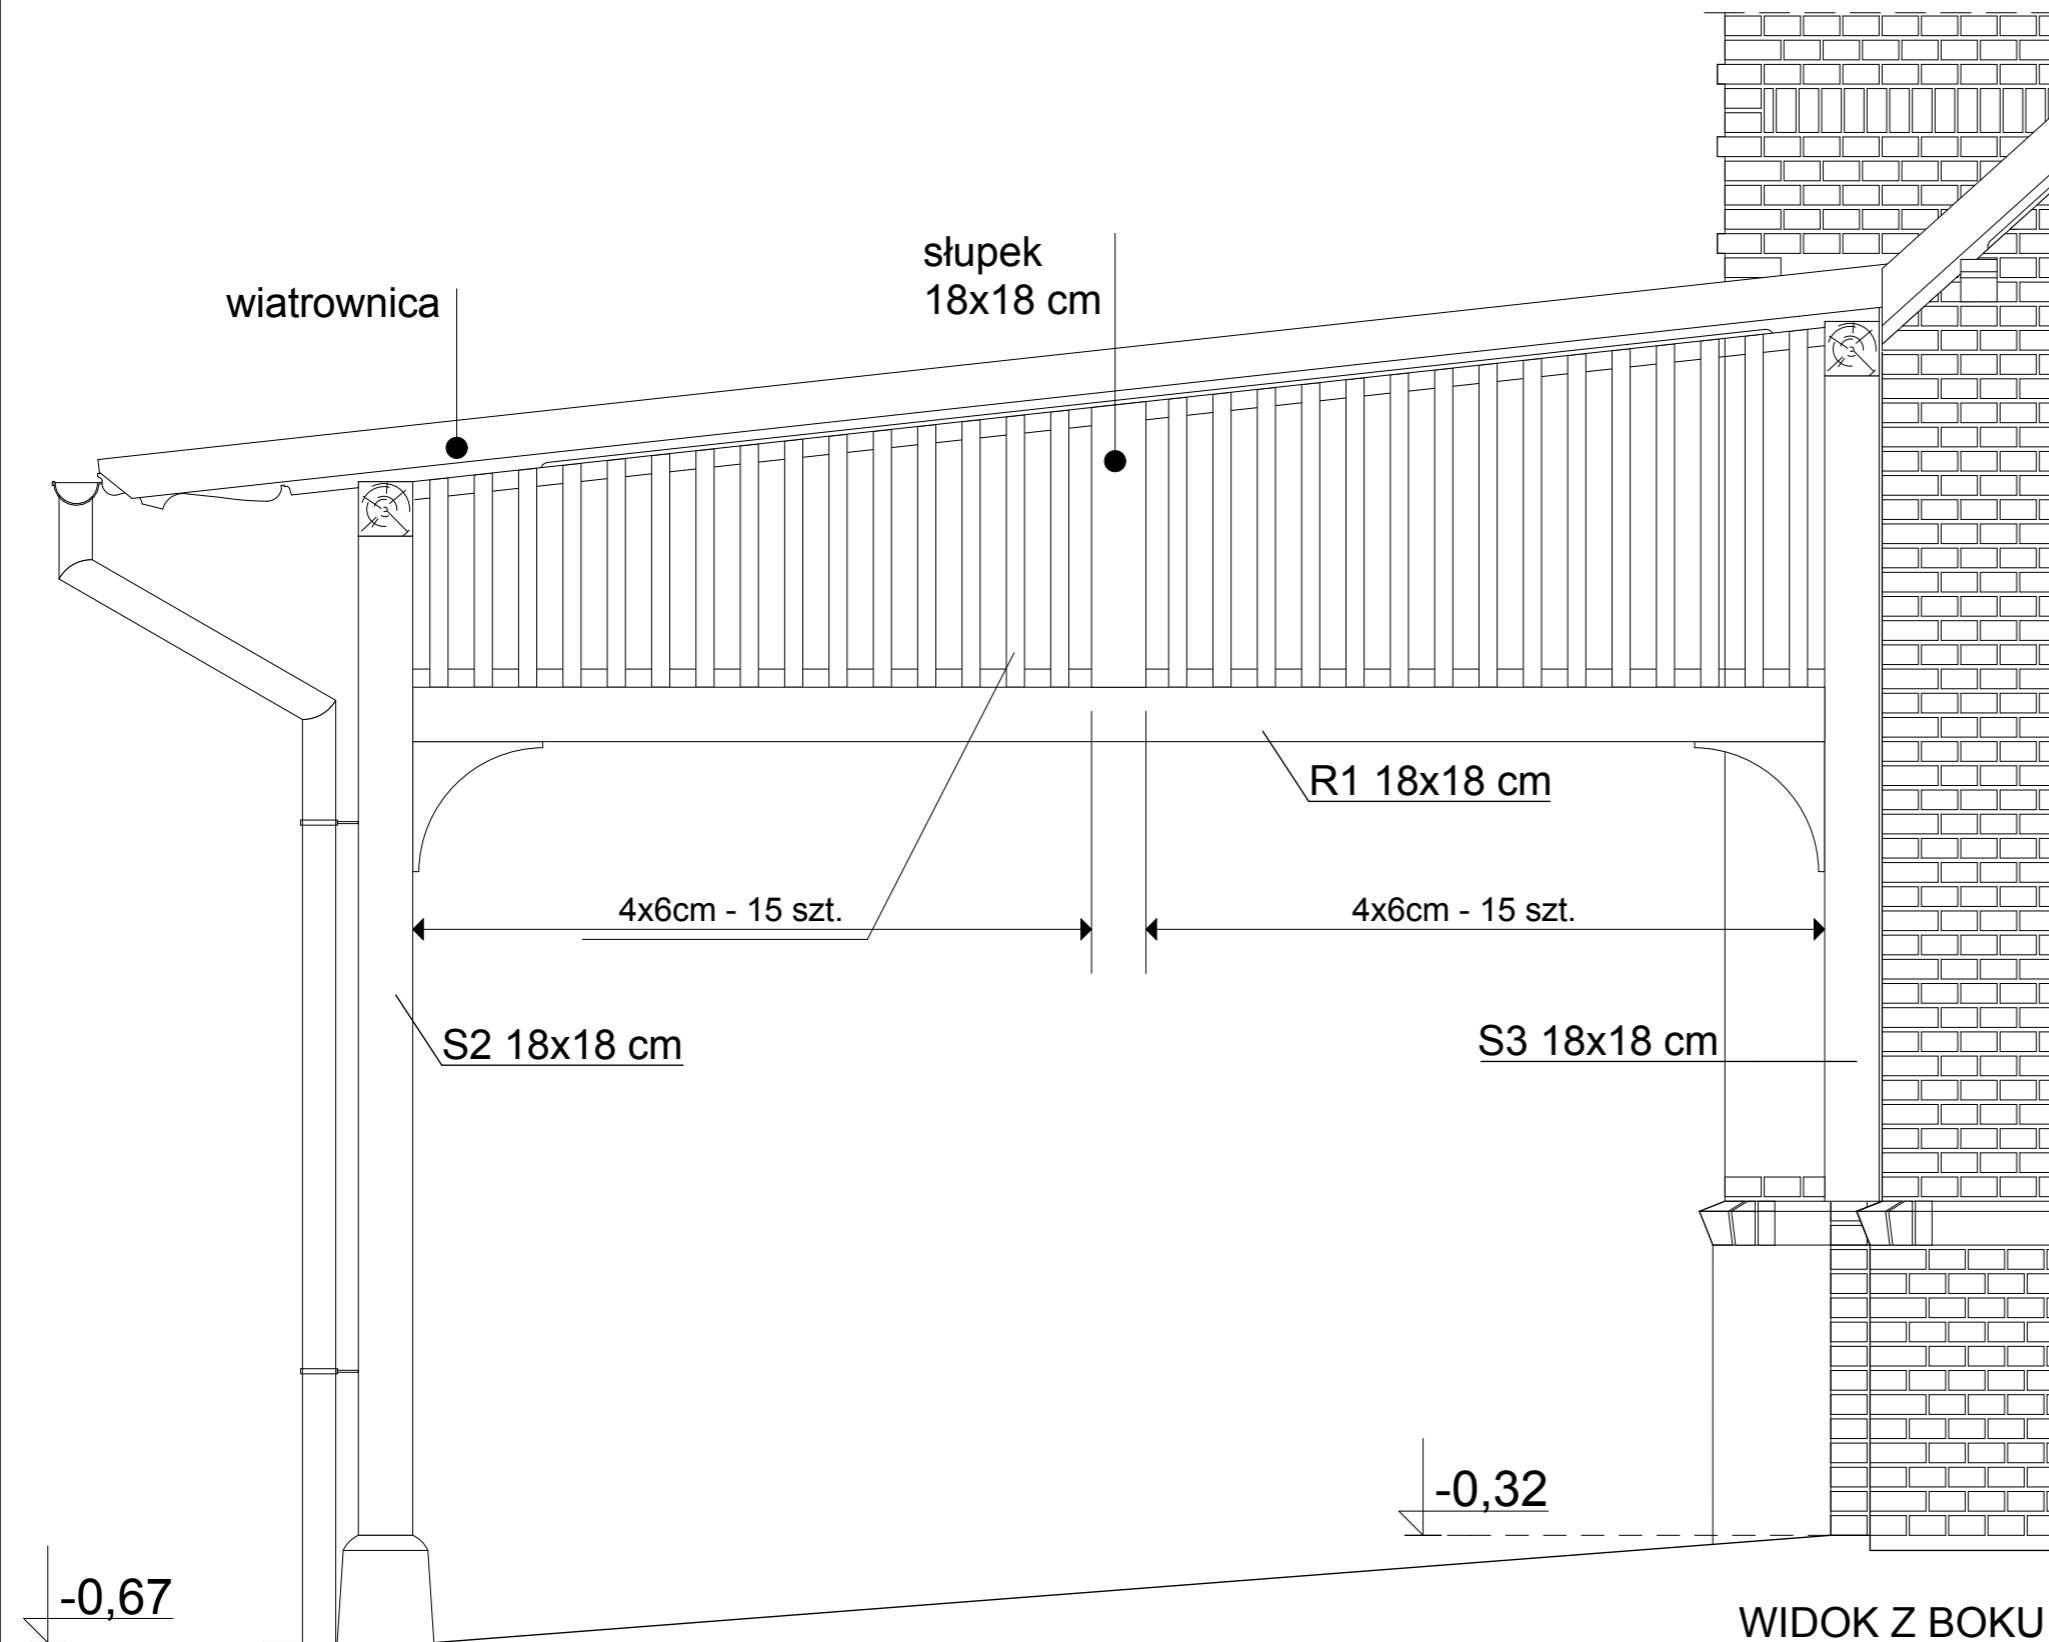 słupek
18x18 cm
wiatrownica
R1 18x18 cm
4x6cm - 15 szt.
4x6cm - 15 szt.
S2 18x18 cm
S3 18x18 cm
-0,32
-0,67
WIDOK Z BOKU